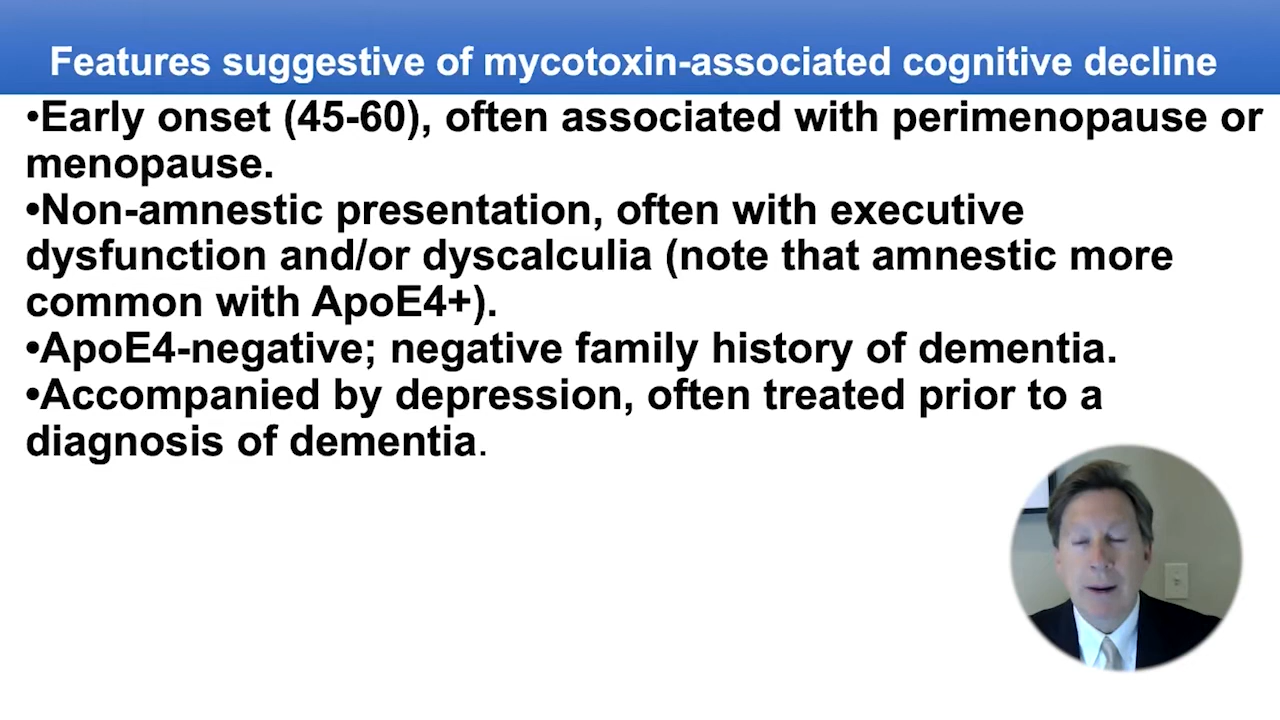 Features suggestive of mycotoxin-associated cognitive decline
•Early onset (45-60), often associated with perimenopause or
menopause.
•Non-amnestic presentation, often with executive
dysfunction and/or dyscalculia (note that amnestic more
common with ApoE4+).
•ApoE4-negative; negative family history of dementia.
•Accompanied by depression, often treated prior to a
diagnosis of dementia.